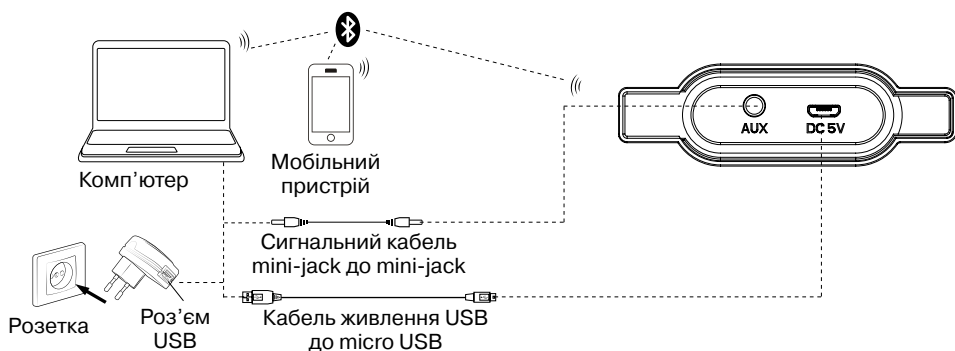 AUX
DC 5V
Мобільний
пристрій
Комп’ютер
Сигнальний кабель
mini-jack до mini-jack
Розетка
Роз’єм
USB
Кабель живлення USB
до micro USB